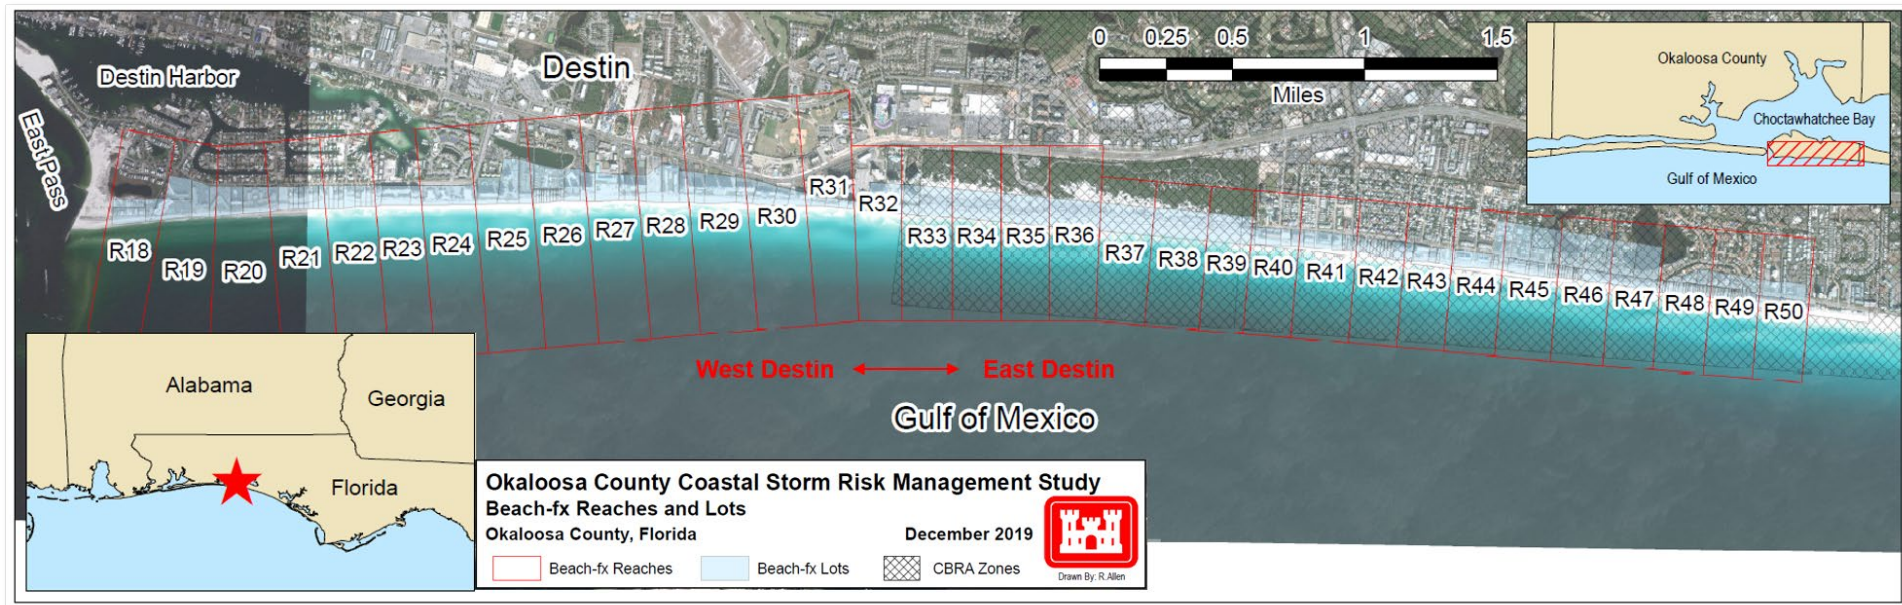 0 0.25 0.5 1 1.5
Miles
Destin Harbor
Destin
East Pass
Okaloosa County
Choctawhatchee Bay
Gulf of Mexico
R18
R19
R20
R21
R22
R23
R24
R25
R26
R27
R28
R29
R30
R31
R32
R33
R34
R35
R36
R37
R38
R39
R40
R41
R42
R43
R44
R45
R46
R47
R48
R49
R50
West Destin East Destin
Gulf of Mexico
Alabama
Georgia
Florida
Okaloosa County Coastal Storm Risk Management Study
Beach-fx Reaches and Lots
Okaloosa County, Florida December 2019
Beach-fx Reaches Beach-fx Lots CBRA Zones
Drawn By: R.Allen